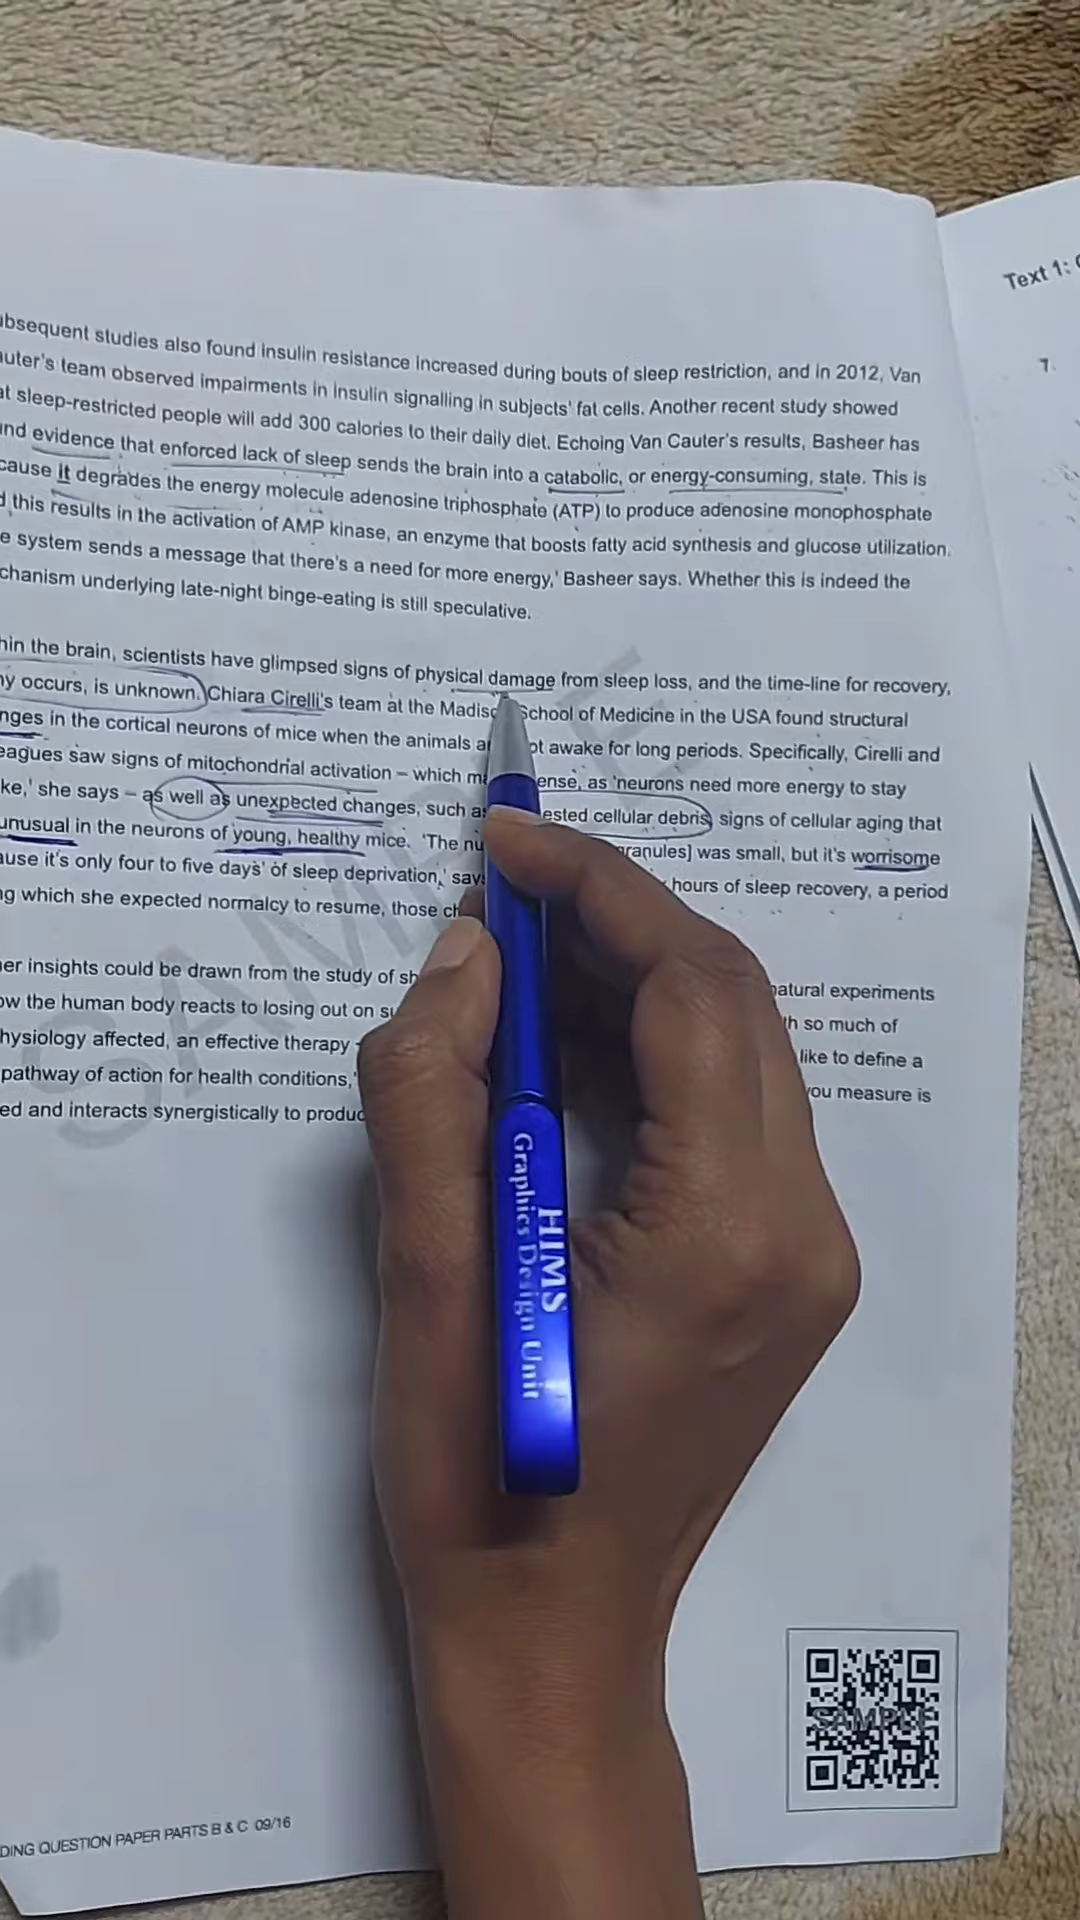 Text 1:
7.
subsequent studies also found insulin resistance increased during bouts of sleep restriction, and in 2012, Van
auter's team observed impairments in insulin signalling in subjects' fat cells. Another recent study showed
at sleep-restricted people will add 300 calories to their daily diet. Echoing Van Cauter's results, Basheer has
und evidence that enforced lack of sleep sends the brain into a catabolic, or energy-consuming, state. This is
cause it degrades the energy molecule adenosine triphosphate (ATP) to produce adenosine monophosphate
d this results in the activation of AMP kinase, an enzyme that boosts fatty acid synthesis and glucose utilization.
e system sends a message that there's a need for more energy,' Basheer says. Whether this is indeed the
chanism underlying late-night binge-eating is still speculative.
hin the brain, scientists have glimpsed signs of physical damage from sleep loss, and the time-line for recovery,
ny occurs, is unknown. Chiara Cirelli's team at the Madiso School of Medicine in the USA found structural
nges in the cortical neurons of mice when the animals a pt awake for long periods. Specifically, Cirelli and
eagues saw signs of mitochondrial activation – which m ense, as 'neurons need more energy to stay
ke,' she says – as well as unexpected changes, such as ested cellular debris, signs of cellular aging that
unusual in the neurons of young, healthy mice. 'The nu granules] was small, but it's worrisome
ause it's only four to five days' of sleep deprivation,' says hours of sleep recovery, a period
ng which she expected normalcy to resume, those ch
er insights could be drawn from the study of sh natural experiments
ow the human body reacts to losing out on su th so much of
hysiology affected, an effective therapy like to define a
pathway of action for health conditions,' you measure is
ed and interacts synergistically to produc
SAMPLE
HIMS
Graphics Design Unit
SAMPLE
DING QUESTION PAPER PARTS B & C 09/16